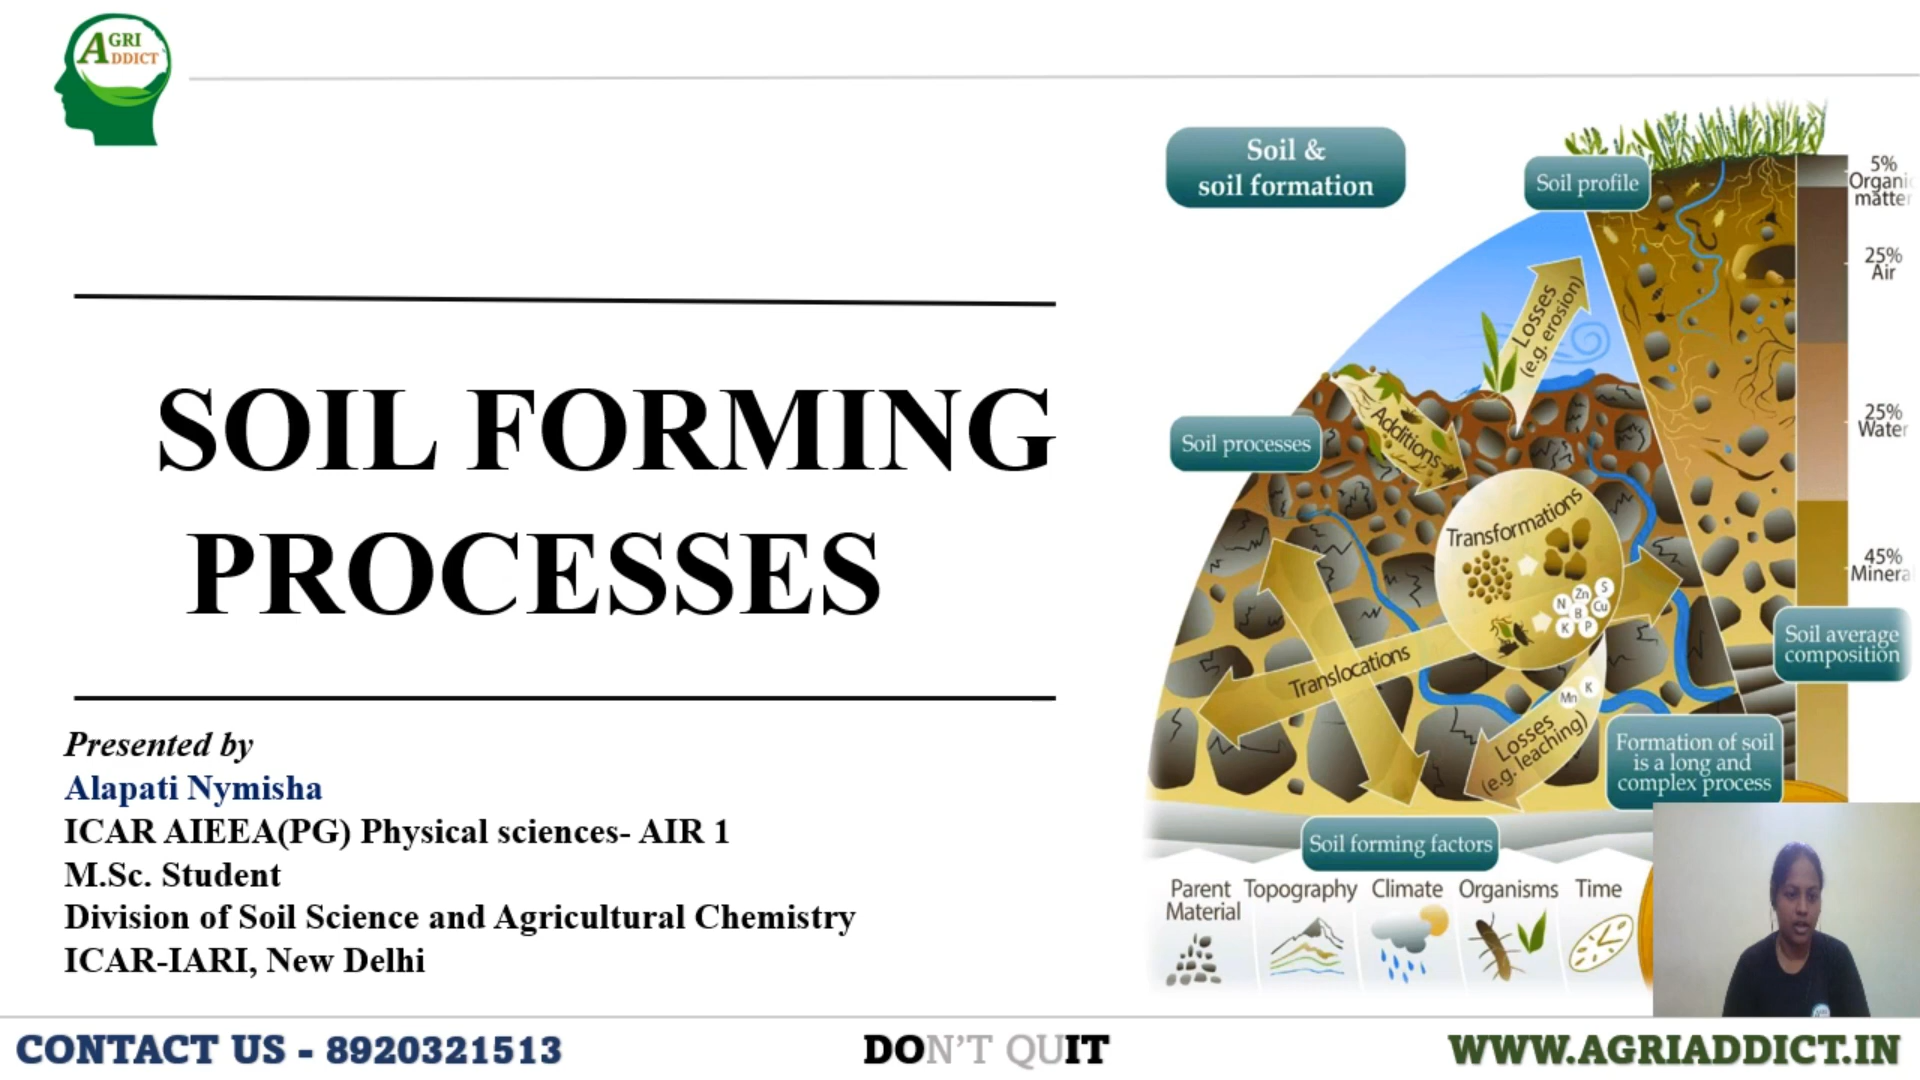 AGRI
ADDICT
SOIL FORMING
PROCESSES
Presented by
Alapati Nymisha
ICAR AIEEA(PG) Physical sciences- AIR 1
M.Sc. Student
Division of Soil Science and Agricultural Chemistry
ICAR-IARI, New Delhi
Soil &
soil formation
Soil profile
5%
Organi
matter
25%
Air
25%
Water
45%
Minera
Soil average
composition
Losses
(e.g. erosion)
Additions
Soil processes
Transformations
N Zn S
B Cu
K P
Translocations
Mn K
Losses
(e.g. leaching)
Formation of soil
is a long and
complex process
Soil forming factors
Parent
Material
Topography
Climate
Organisms
Time
CONTACT US - 8920321513
DON'T QUIT
WWW.AGRIADDICT.IN